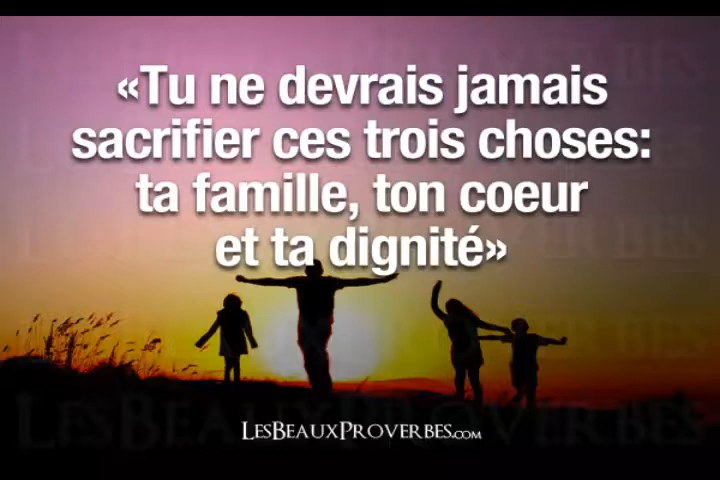 «Tu ne devrais jamais
sacrifier ces trois choses:
ta famille, ton coeur
et ta dignité»
LESBEAUXPROVERBES.COM